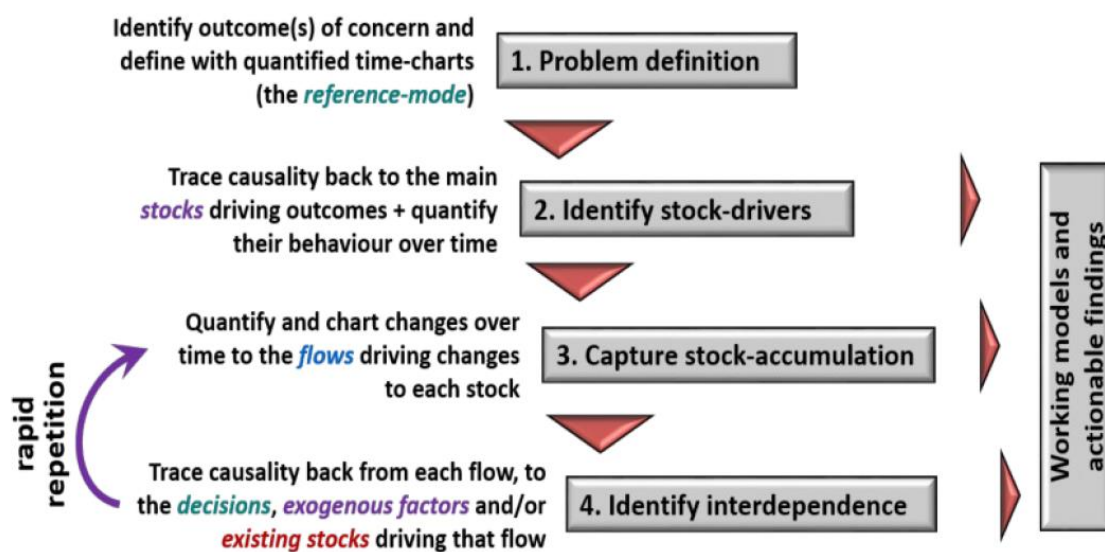 Identify outcome(s) of concern and
define with quantified time-charts
(the reference-mode)
1. Problem definition
Trace causality back to the main
stocks driving outcomes + quantify
their behaviour over time
2. Identify stock-drivers
Quantify and chart changes over
time to the flows driving changes
to each stock
3. Capture stock-accumulation
Trace causality back from each flow, to
the decisions, exogenous factors and/or
existing stocks driving that flow
4. Identify interdependence
rapid
repetition
Working models and
actionable findings